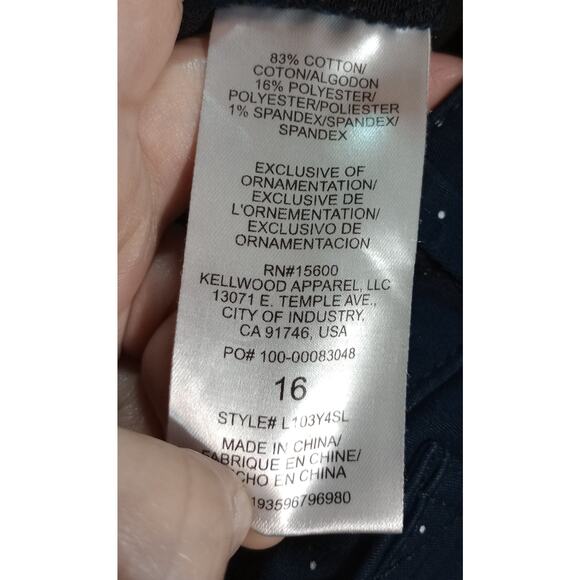 83% COTTON/
COTON/ALGODON
16% POLYESTER/
POLYESTER/POLIESTER
1% SPANDEX/SPANDEX/
SPANDEX
EXCLUSIVE OF
ORNAMENTATION/
EXCLUSIVE DE
L'ORNEMENTATION/
EXCLUSIVO DE
ORNAMENTACION
RN#15600
KELLWOOD APPAREL, LLC
13071 E. TEMPLE AVE.,
CITY OF INDUSTRY,
CA 91746, USA
PO# 100-00083048
16
STYLE# L103Y4SL
MADE IN CHINA/
FABRIQUE EN CHINE/
CHO EN CHINA
193596796980